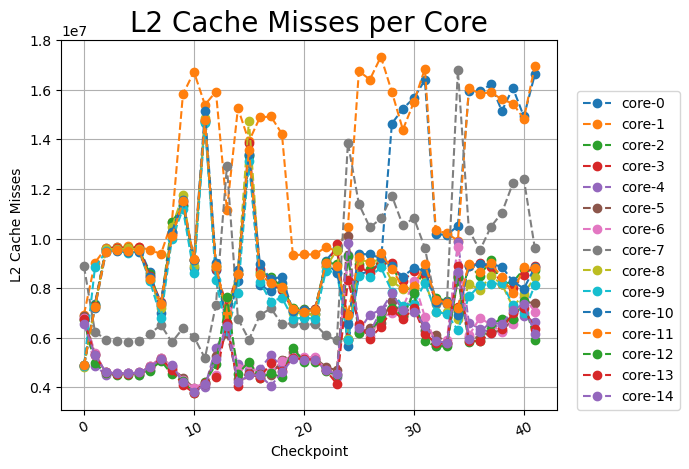 L2 Cache Misses per Core
1e7
1.8
1.6
1.4
1.2
1.0
0.8
0.6
0.4
L2 Cache Misses
0
10
20
30
40
Checkpoint
core-0
core-1
core-2
core-3
core-4
core-5
core-6
core-7
core-8
core-9
core-10
core-11
core-12
core-13
core-14